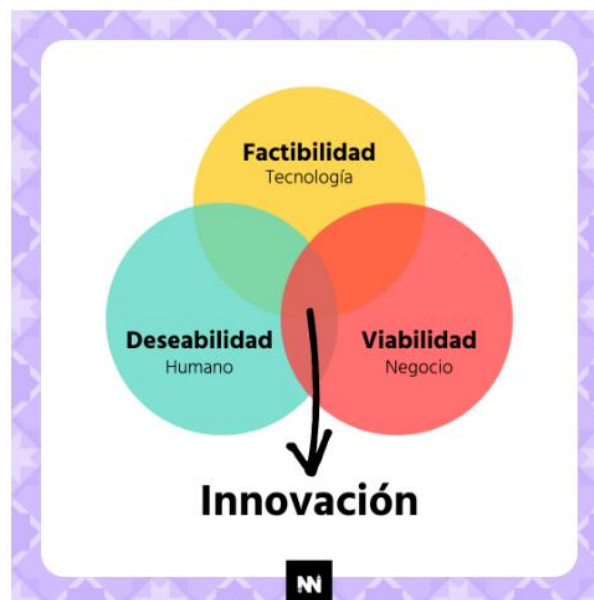 Factibilidad
Tecnología
Deseabilidad
Humano
Viabilidad
Negocio
Innovación